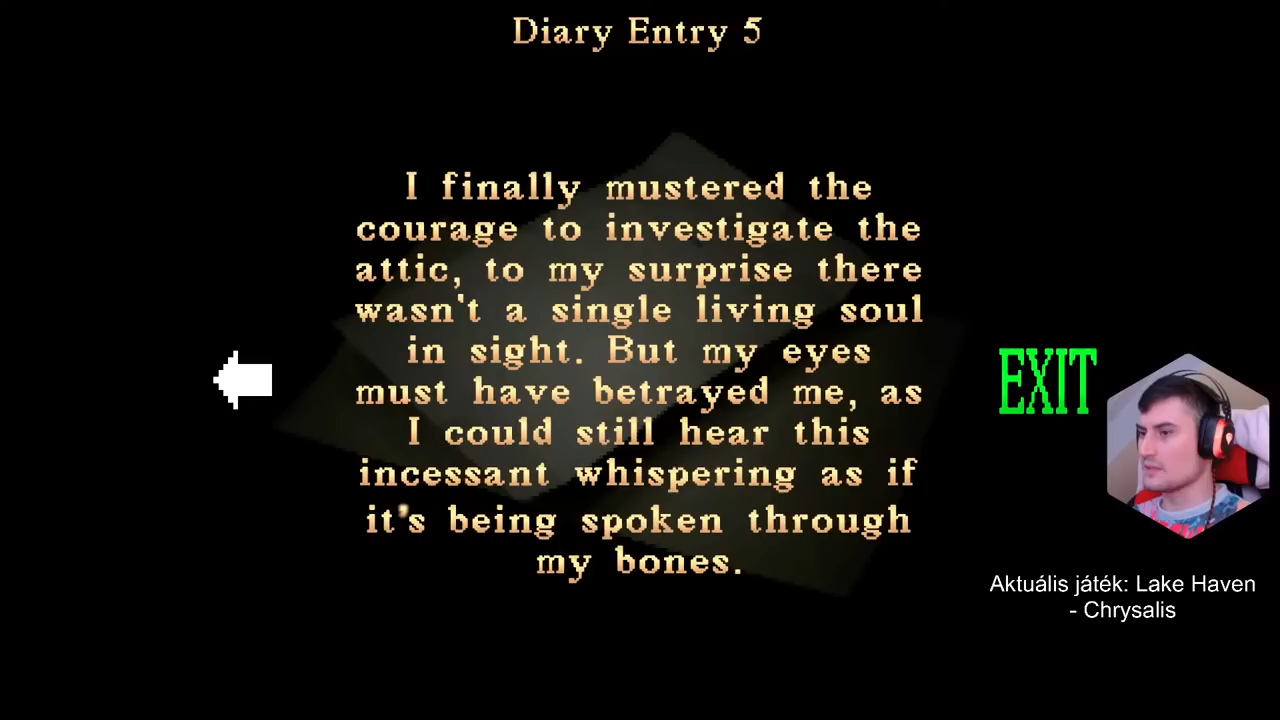 Diary Entry 5
I finally mustered the
courage to investigate the
attic, to my surprise there
wasn't a single living soul
in sight. But my eyes
must have betrayed me, as
I could still hear this
incessant whispering as if
it's being spoken through
my bones.
EXIT
Aktuális játék: Lake Haven
- Chrysalis